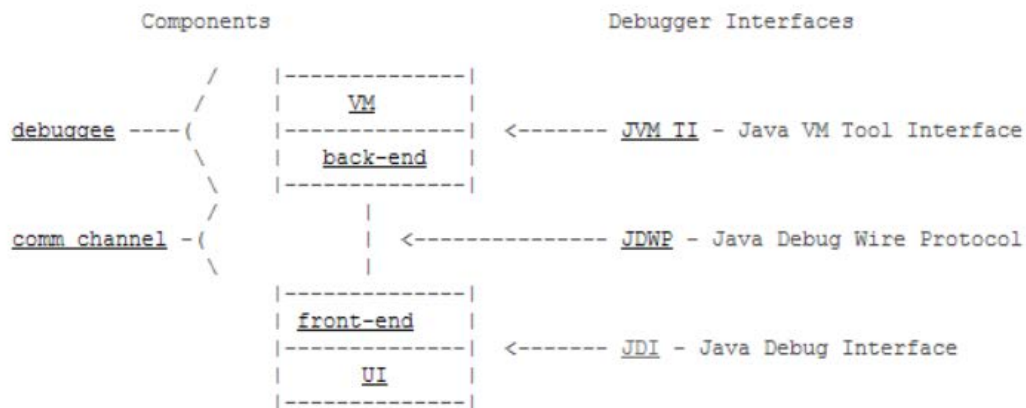 Components Debugger Interfaces
/ |--------------|
/ | VM |
debuggee ----( |--------------| <------- JVM TI - Java VM Tool Interface
\ | back-end |
\ |--------------|
/ |
comm channel -( | <--------------- JDWP - Java Debug Wire Protocol
\ |
|--------------|
| front-end |
|--------------| <------- JDI - Java Debug Interface
| UI |
|--------------|